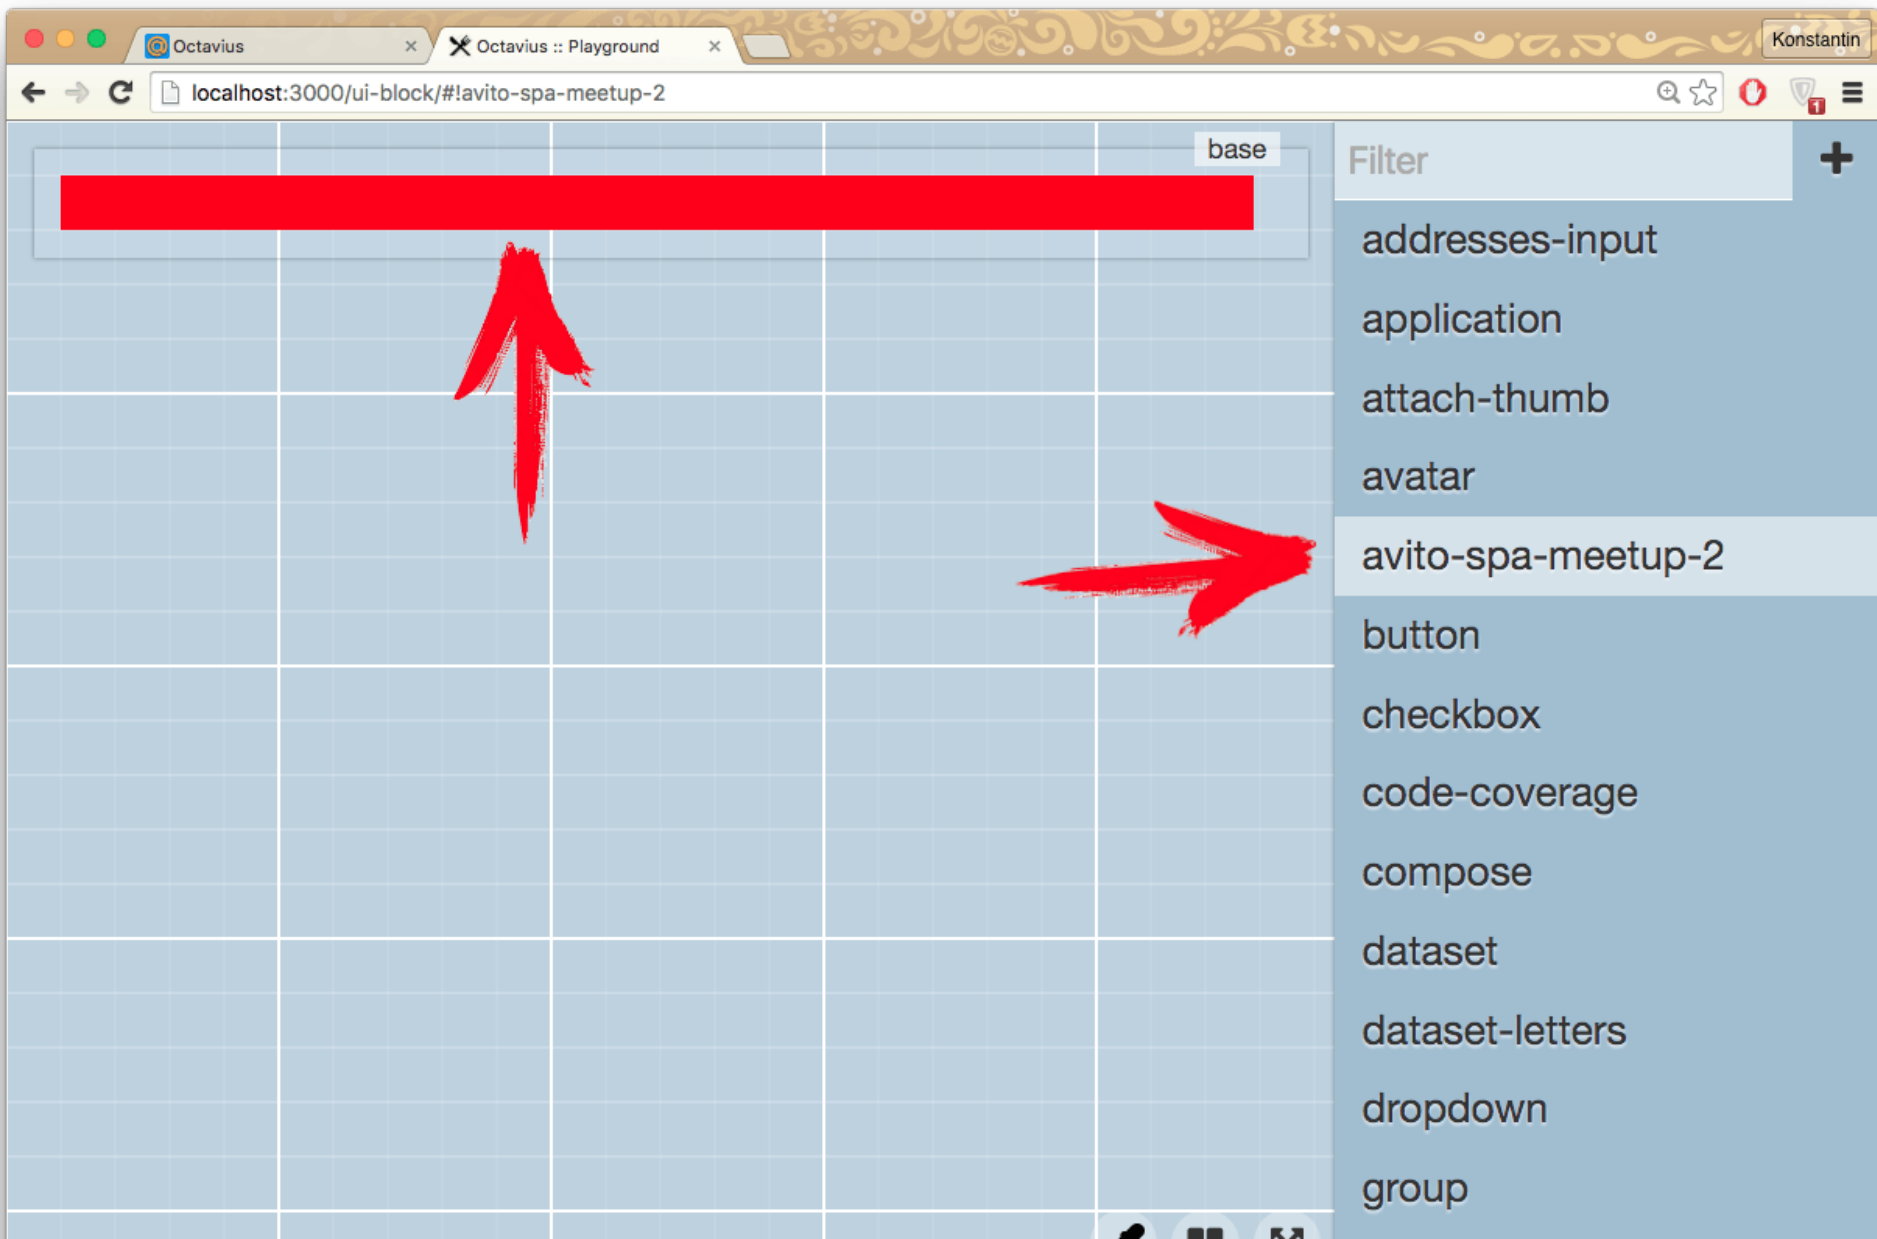 Octavius
Octavius :: Playground
Konstantin
localhost:3000/ui-block/#!avito-spa-meetup-2
1
base
Filter
addresses-input
application
attach-thumb
avatar
avito-spa-meetup-2
button
checkbox
code-coverage
compose
dataset
dataset-letters
dropdown
group